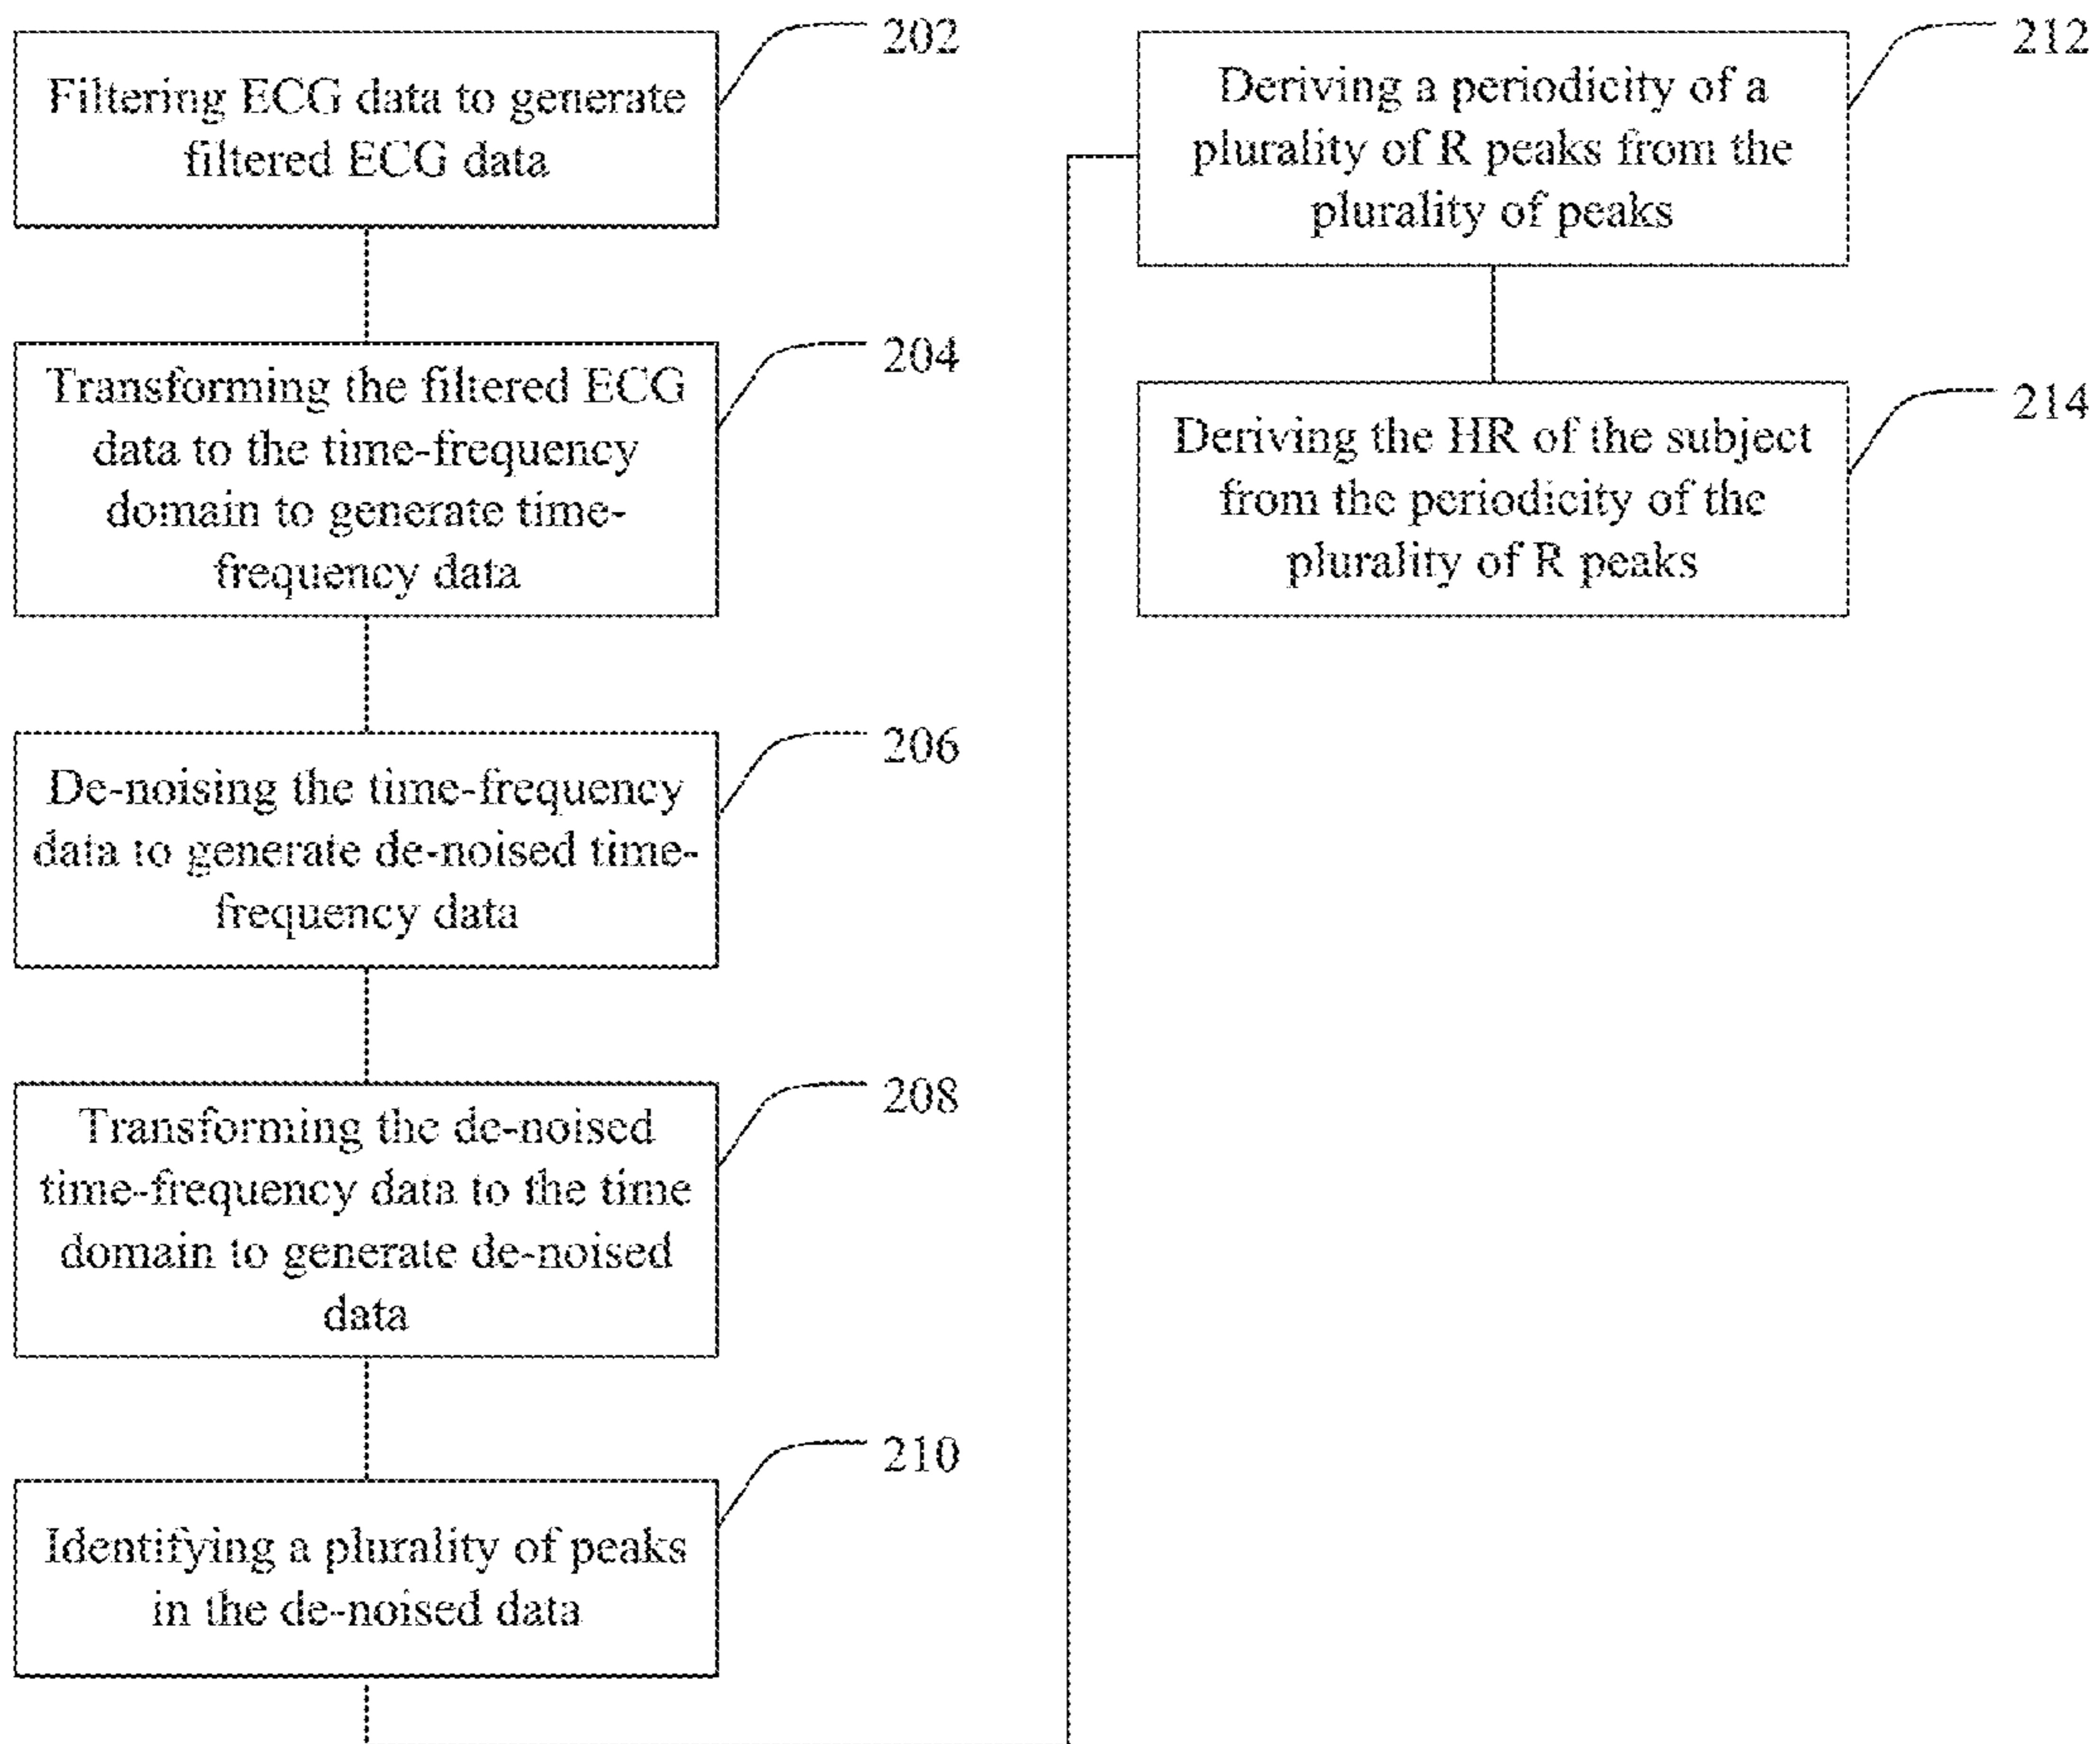 Filtering ECG data to generate
filtered ECG data
202
Transforming the filtered ECG
data to the time-frequency
domain to generate time-
frequency data
204
De-noising the time-frequency
data to generate de-noised time-
frequency data
206
Transforming the de-noised
time-frequency data to the time
domain to generate de-noised
data
208
Identifying a plurality of peaks
in the de-noised data
210
Deriving a periodicity of a
plurality of R peaks from the
plurality of peaks
212
Deriving the HR of the subject
from the periodicity of the
plurality of R peaks
214